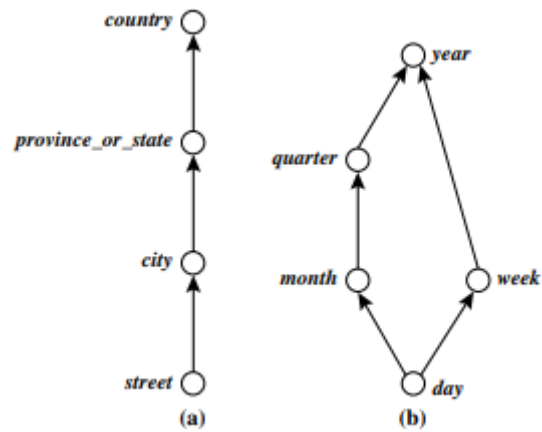 country
province_or_state
city
street
(a)
year
quarter
month
week
day
(b)